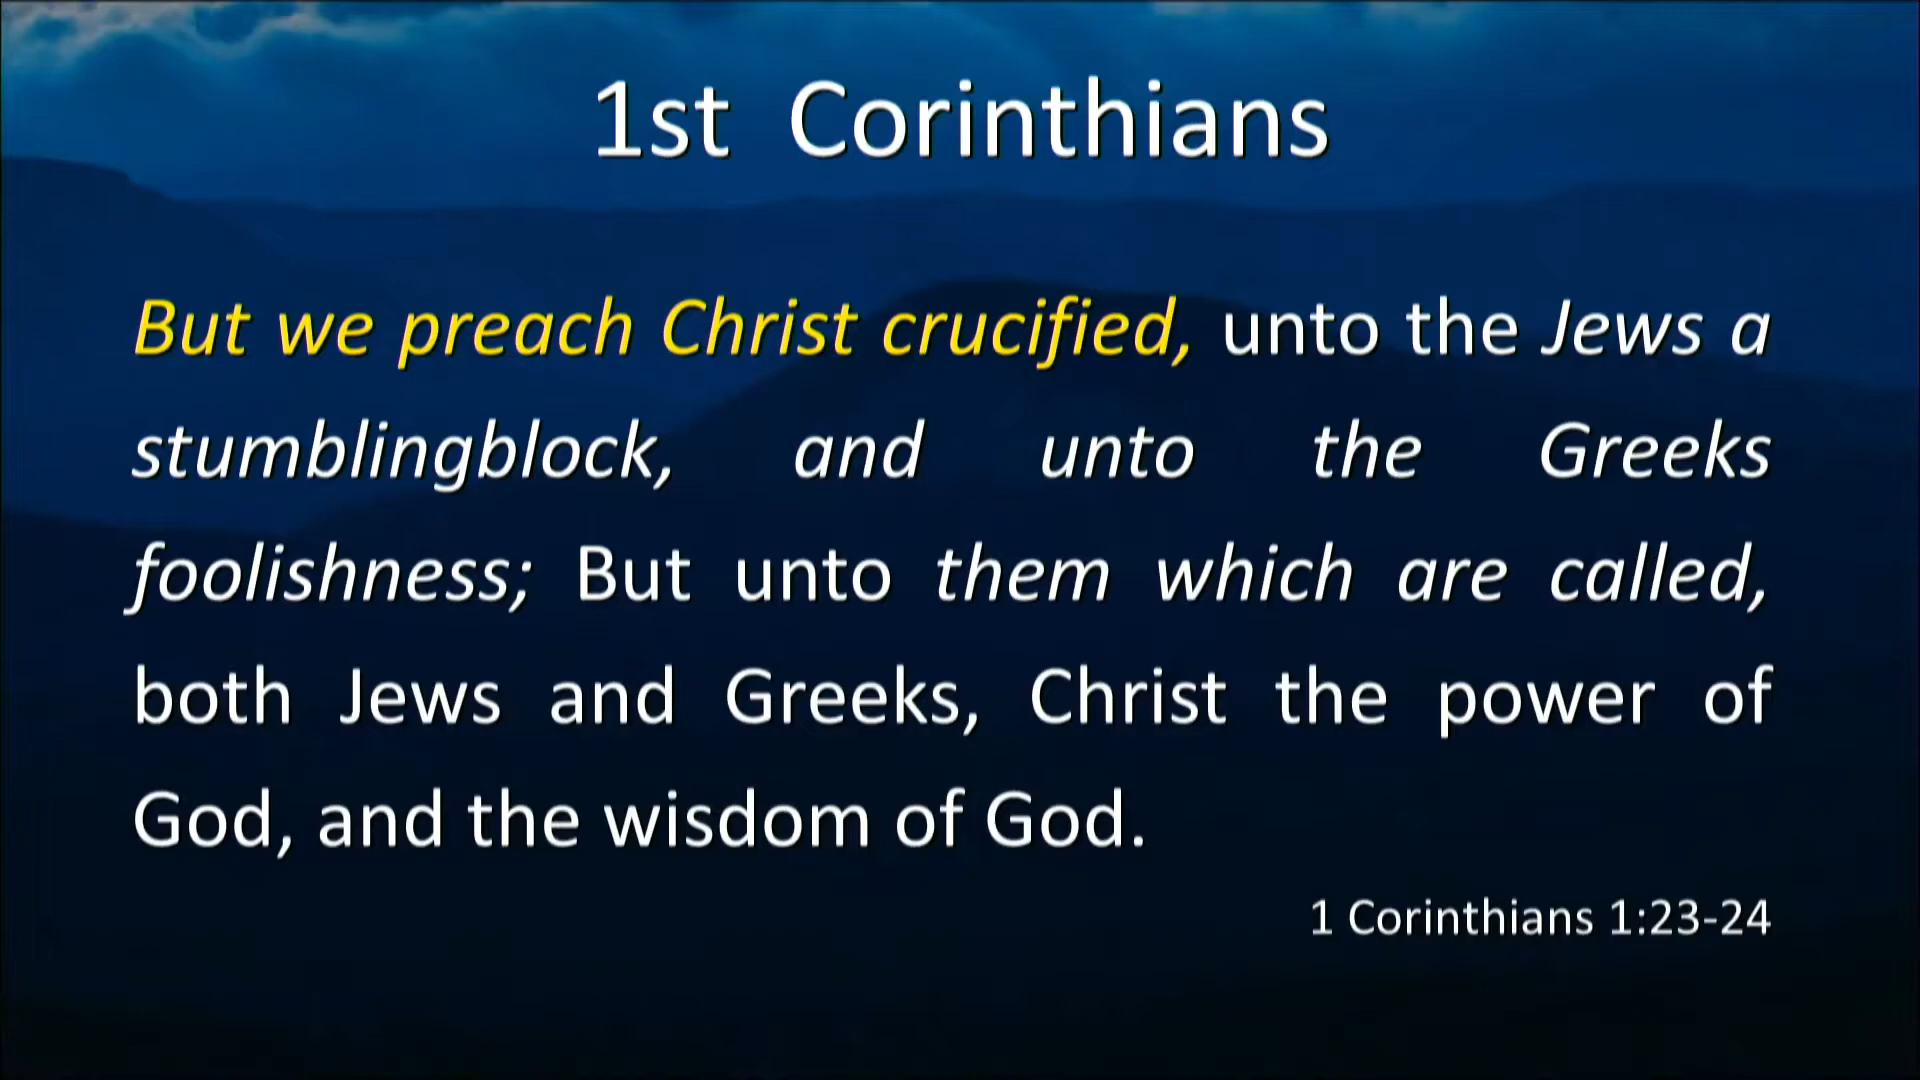 1st Corinthians
But we preach Christ crucified, unto the Jews a
stumblingblock, and unto the Greeks
foolishness; But unto them which are called,
both Jews and Greeks, Christ the power of
God, and the wisdom of God.
1 Corinthians 1:23-24